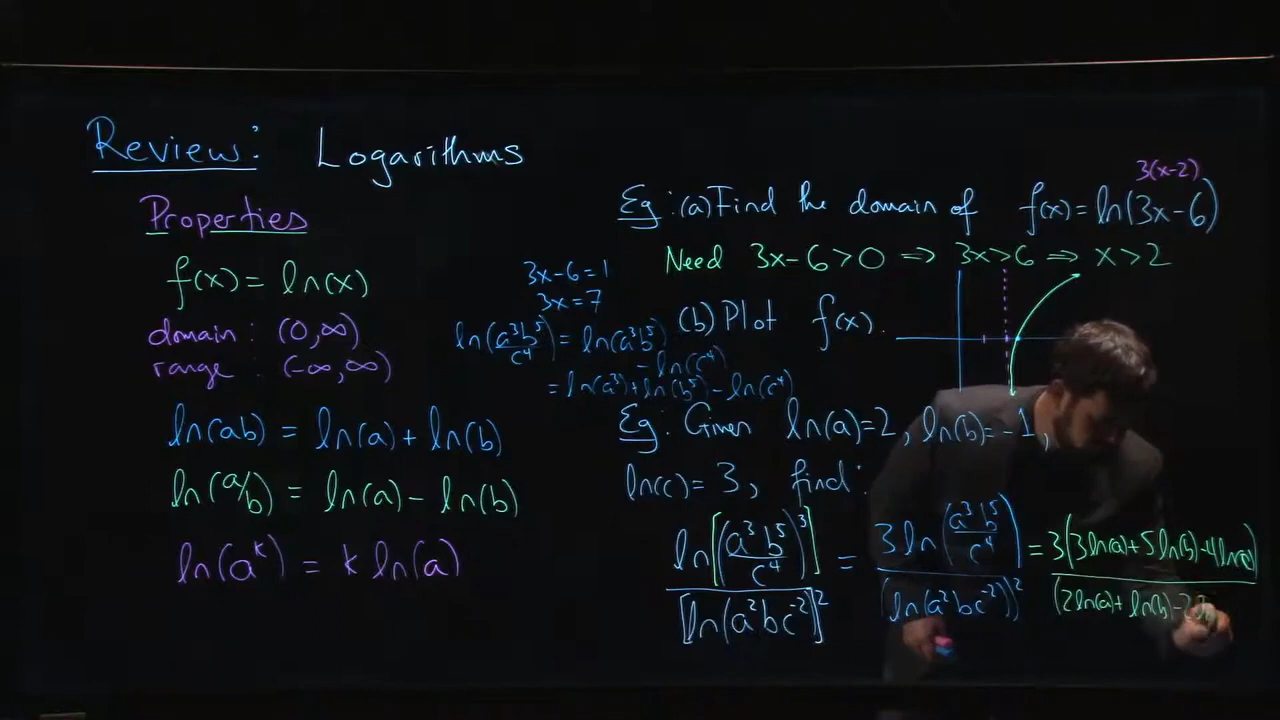 Review: Logarithms
Properties
f(x) = ln(x)
domain : (0,∞)
range : (-∞,∞)
ln(ab) = ln(a) + ln(b)
ln(a/b) = ln(a) - ln(b)
ln(a^k) = k ln(a)
3x-6=1
3x=7
ln(a³b⁵/c⁴) = ln(a³b⁵)
- ln(c⁴)
= ln(a³)+ln(b⁵) - ln(c⁴)
3(x-2)
Eg: (a) Find the domain of f(x) = ln(3x-6)
Need 3x-6>0 ⇒ 3x>6 ⇒ x>2
(b) Plot f(x).
Eg: Given ln(a)=2, ln(b)=-1,
ln(c)= 3, find:
ln[(a³b⁵/c⁴)³] / [ln(a²bc⁻²)]² = 3 ln(a³b⁵/c⁴) / (ln(a²bc⁻²))² = 3(3ln(a)+5ln(b)-4ln(c)) / (2ln(a)+ ln(b)-2